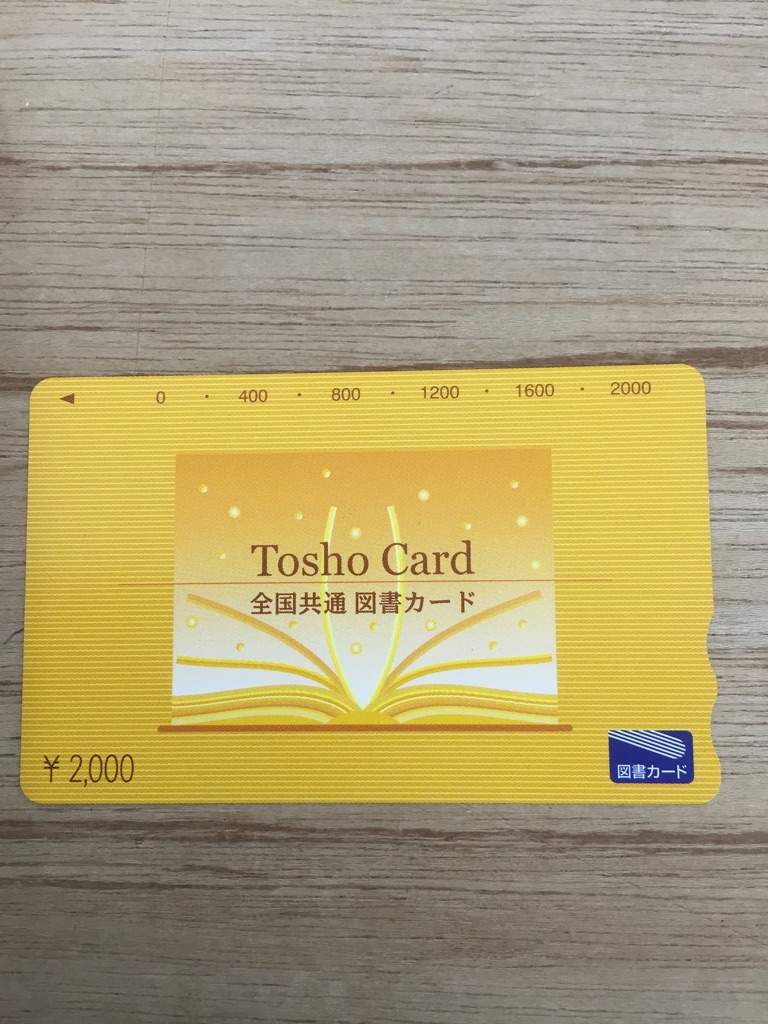 ◀ 0 ・ 400 ・ 800 ・ 1200 ・ 1600 ・ 2000
Tosho Card
全国共通 図書カード
¥ 2,000
図書カード